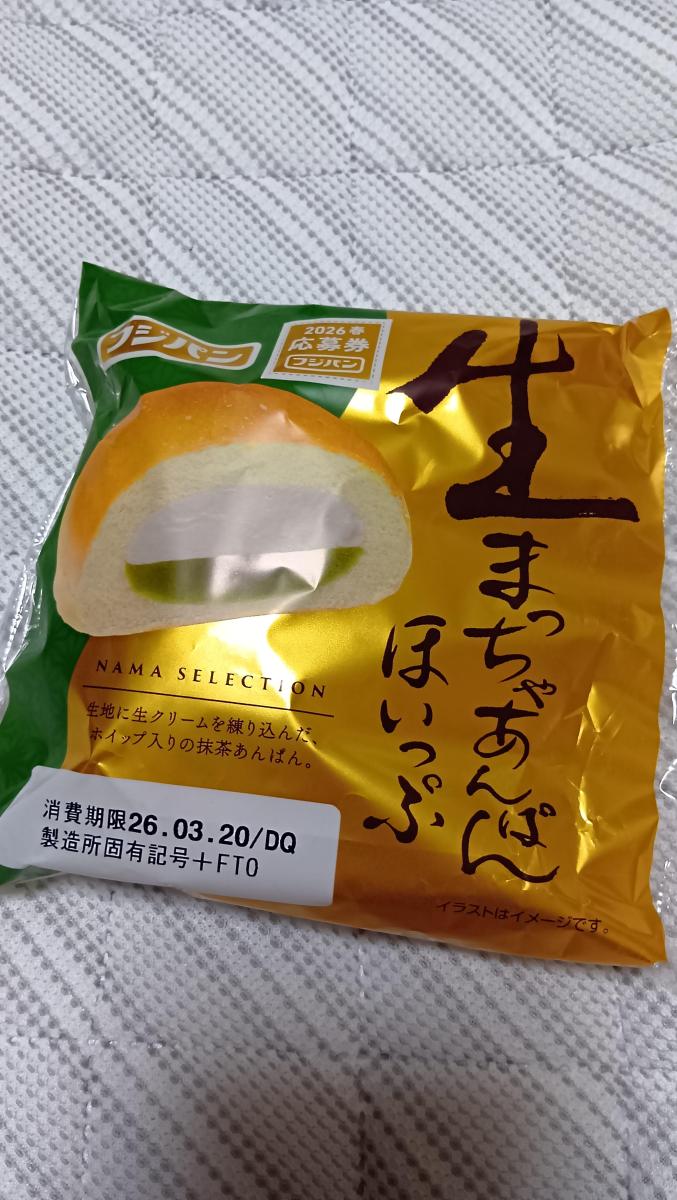 フジパン
2026春
応募券
フジパン
生
まっちゃあんぱん
ほいっぷ
NAMA SELECTION
生地に生クリームを練り込んだ、
ホイップ入りの抹茶あんぱん。
消費期限26.03.20/DQ
製造所固有記号+FTO
イラストはイメージです。